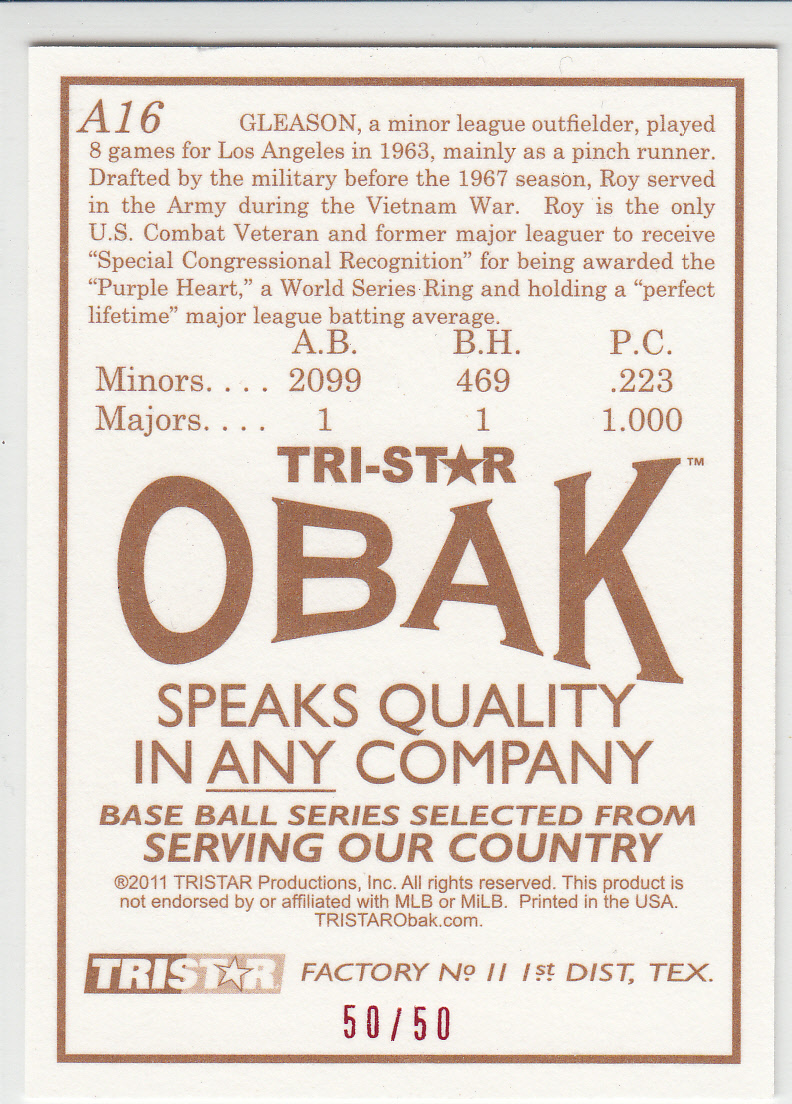 A16
GLEASON, a minor league outfielder, played
8 games for Los Angeles in 1963, mainly as a pinch runner.
Drafted by the military before the 1967 season, Roy served
in the Army during the Vietnam War. Roy is the only
U.S. Combat Veteran and former major leaguer to receive
“Special Congressional Recognition” for being awarded the
“Purple Heart,” a World Series Ring and holding a “perfect
lifetime” major league batting average.
A.B. B.H. P.C.
Minors. . . . 2099 469 .223
Majors. . . . 1 1 1.000
TRI-ST★R
OBAK™
SPEAKS QUALITY
IN ANY COMPANY
BASE BALL SERIES SELECTED FROM
SERVING OUR COUNTRY
®2011 TRISTAR Productions, Inc. All rights reserved. This product is
not endorsed by or affiliated with MLB or MiLB. Printed in the USA.
TRISTARObak.com.
TRIST★R FACTORY Nº 11 1st DIST, TEX.
50/50